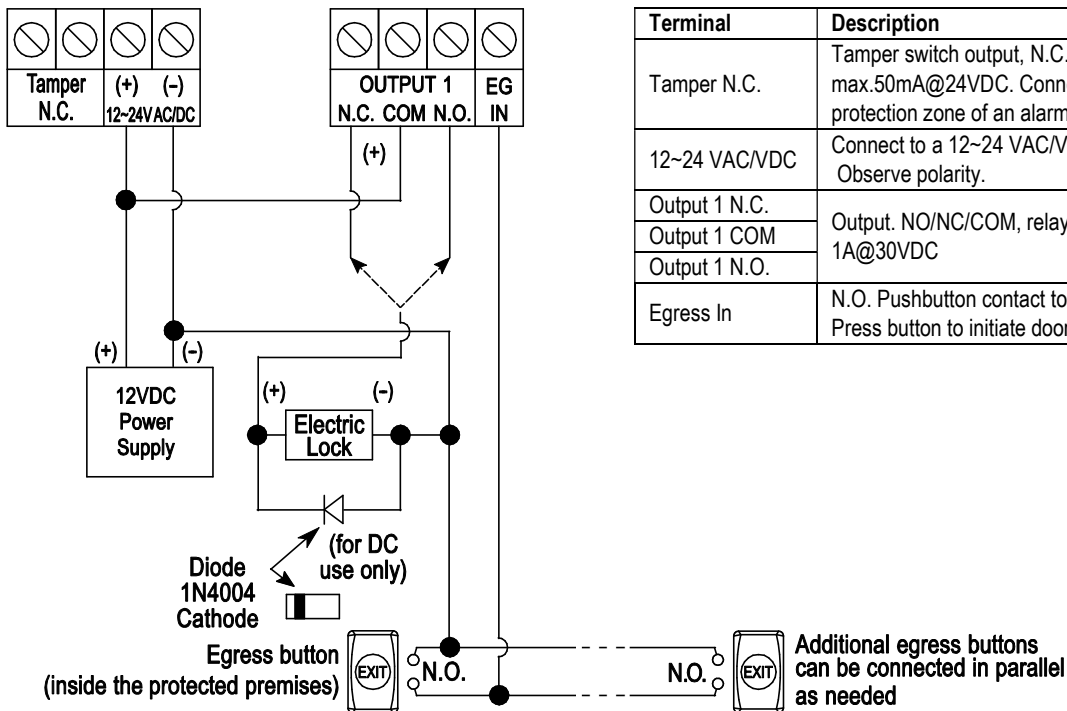 Tamper N.C.
(+) (–)
12~24V AC/DC
OUTPUT 1
N.C. COM N.O.
EG IN
(+)
(+) (–)
12VDC
Power
Supply
(+) (–)
Electric
Lock
(for DC
use only)
Diode
1N4004
Cathode
Egress button
(inside the protected premises)
EXIT
N.O.
N.O.
EXIT
Additional egress buttons
can be connected in parallel
as needed
Terminal Description
Tamper N.C.
Tamper switch output, N.C.
max.50mA@24VDC. Conne
protection zone of an alarm
12~24 VAC/VDC
Connect to a 12~24 VAC/V
Observe polarity.
Output 1 N.C.
Output 1 COM
Output 1 N.O.
Output. NO/NC/COM, relay
1A@30VDC
Egress In
N.O. Pushbutton contact to
Press button to initiate door